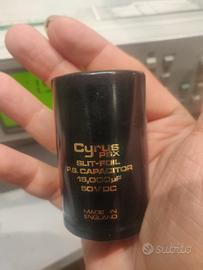 Cyrus
PSX
SLIT-FOIL
P.S. CAPACITOR
15,000µF
50V DC
MADE IN
ENGLAND
subito